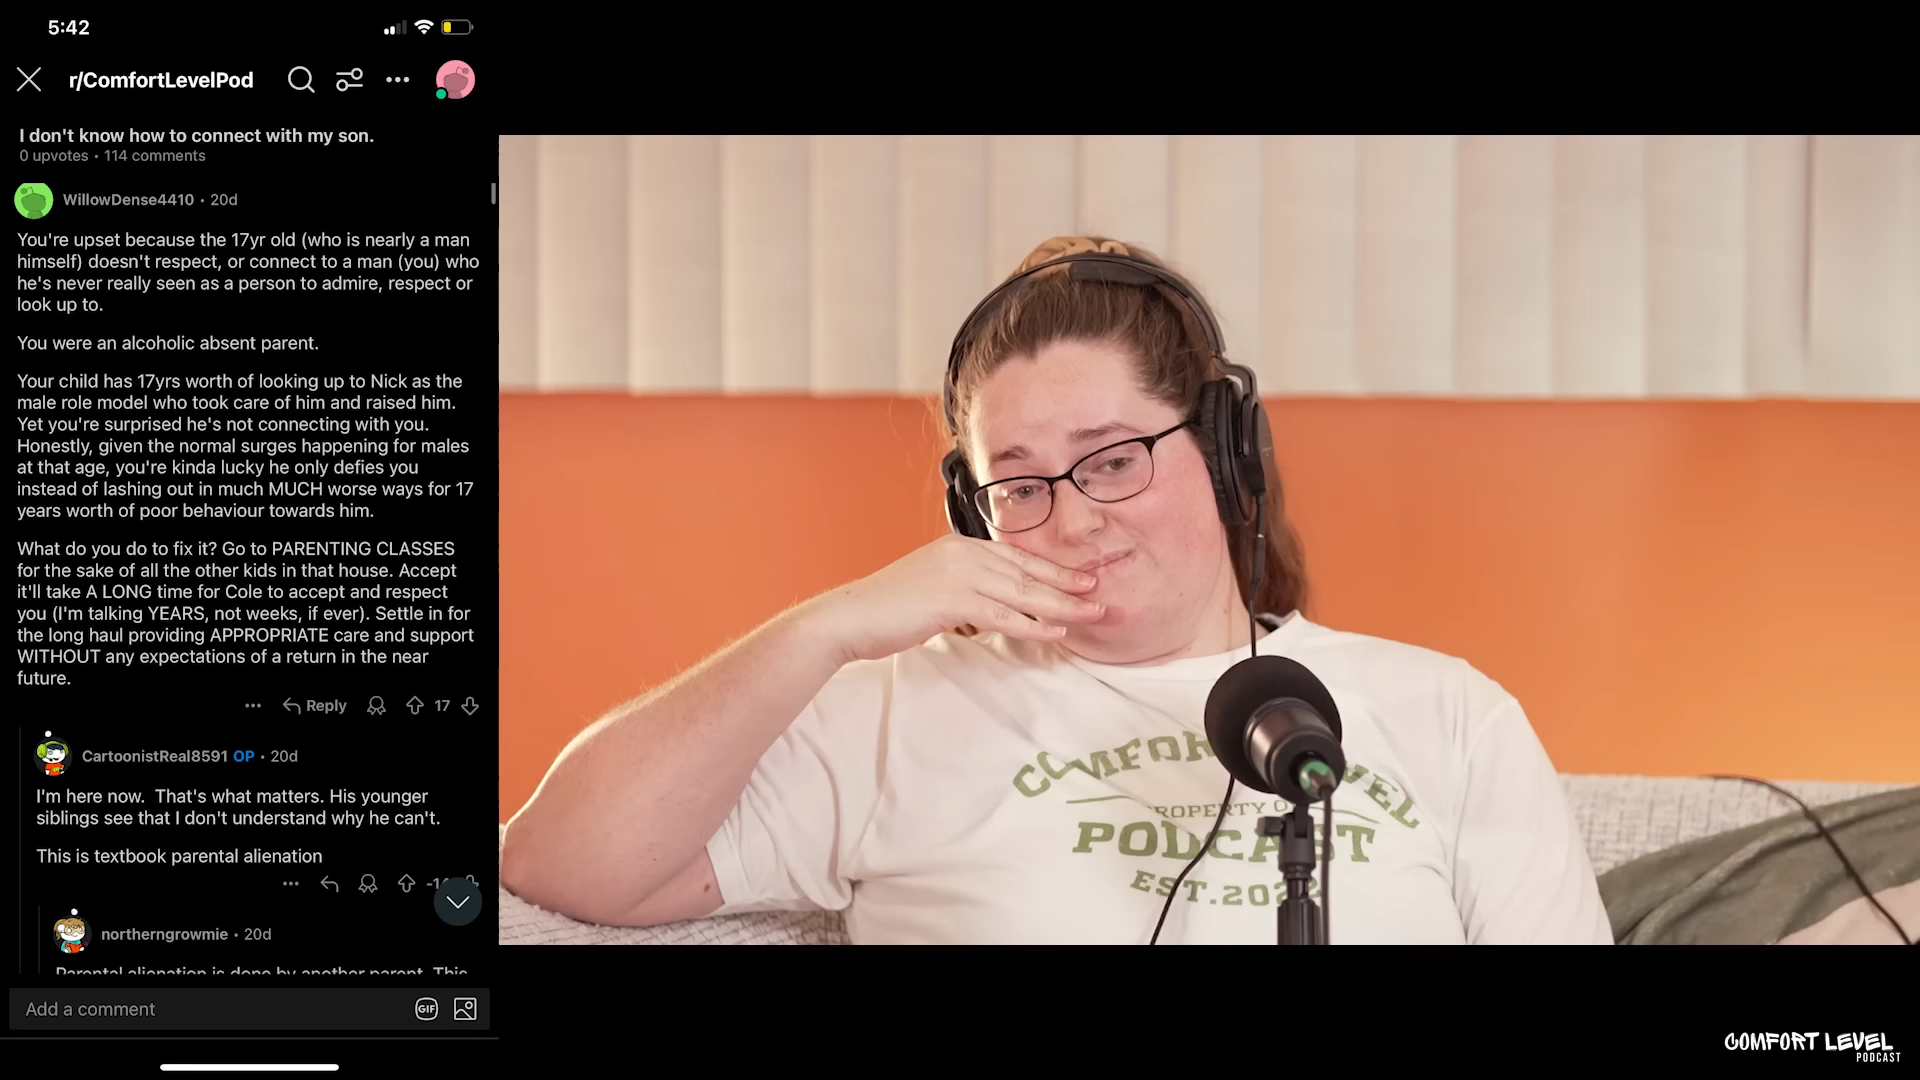 5:42
r/ComfortLevelPod
I don't know how to connect with my son.
0 upvotes • 114 comments
WillowDense4410 • 20d
You're upset because the 17yr old (who is nearly a man
himself) doesn't respect, or connect to a man (you) who
he's never really seen as a person to admire, respect or
look up to.
You were an alcoholic absent parent.
Your child has 17yrs worth of looking up to Nick as the
male role model who took care of him and raised him.
Yet you're surprised he's not connecting with you.
Honestly, given the normal surges happening for males
at that age, you're kinda lucky he only defies you
instead of lashing out in much MUCH worse ways for 17
years worth of poor behaviour towards him.
What do you do to fix it? Go to PARENTING CLASSES
for the sake of all the other kids in that house. Accept
it'll take A LONG time for Cole to accept and respect
you (I'm talking YEARS, not weeks, if ever). Settle in for
the long haul providing APPROPRIATE care and support
WITHOUT any expectations of a return in the near
future.
Reply 17
CartoonistReal8591 OP • 20d
I'm here now.  That's what matters. His younger
siblings see that I don't understand why he can't.
This is textbook parental alienation
northerngrowmie • 20d
Parental alienation is done by another parent. This
Add a comment
GIF
PROPERTY O
PODCAST
EST.202
COMFORT LEVEL
PODCAST